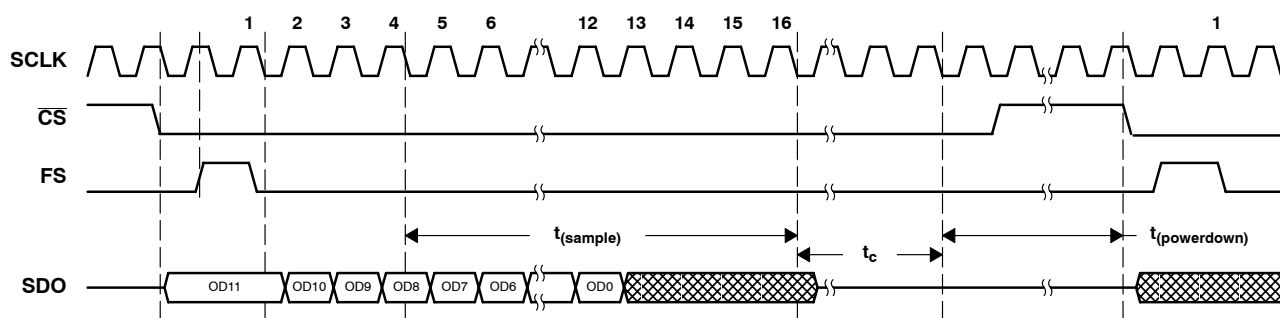 1 2 3 4 5 6 12 13 14 15 16 1
SCLK
CS
FS
t(sample) t(powerdown)
tc
SDO OD11 OD10 OD9 OD8 OD7 OD6 OD0